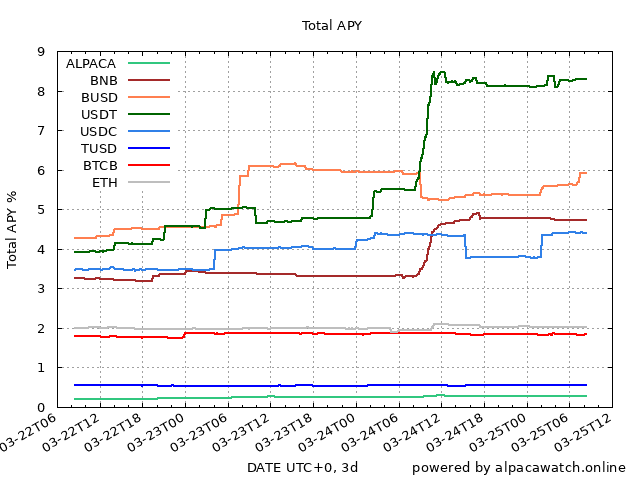 Total APY
9
8
7
6
5
4
3
2
1
0
Total APY %
ALPACA
BNB
BUSD
USDT
USDC
TUSD
BTCB
ETH
03-22T06
03-22T12
03-22T18
03-23T00
03-23T06
03-23T12
03-23T18
03-24T00
03-24T06
03-24T12
03-24T18
03-25T00
03-25T06
03-25T12
DATE UTC+0, 3d
powered by alpacawatch.online